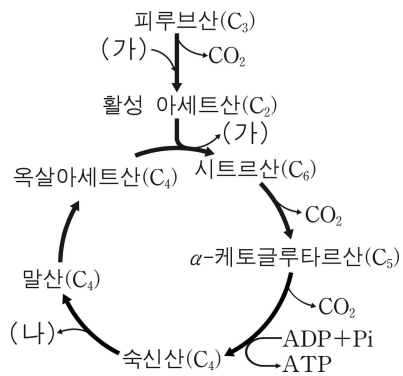 피루브산(C₃)
(가)
CO₂
활성 아세트산(C₂)
(가)
옥살아세트산(C₄)
시트르산(C₆)
CO₂
α-케토글루타르산(C₅)
말산(C₄)
CO₂
(나)
ADP+Pi
숙신산(C₄)
ATP